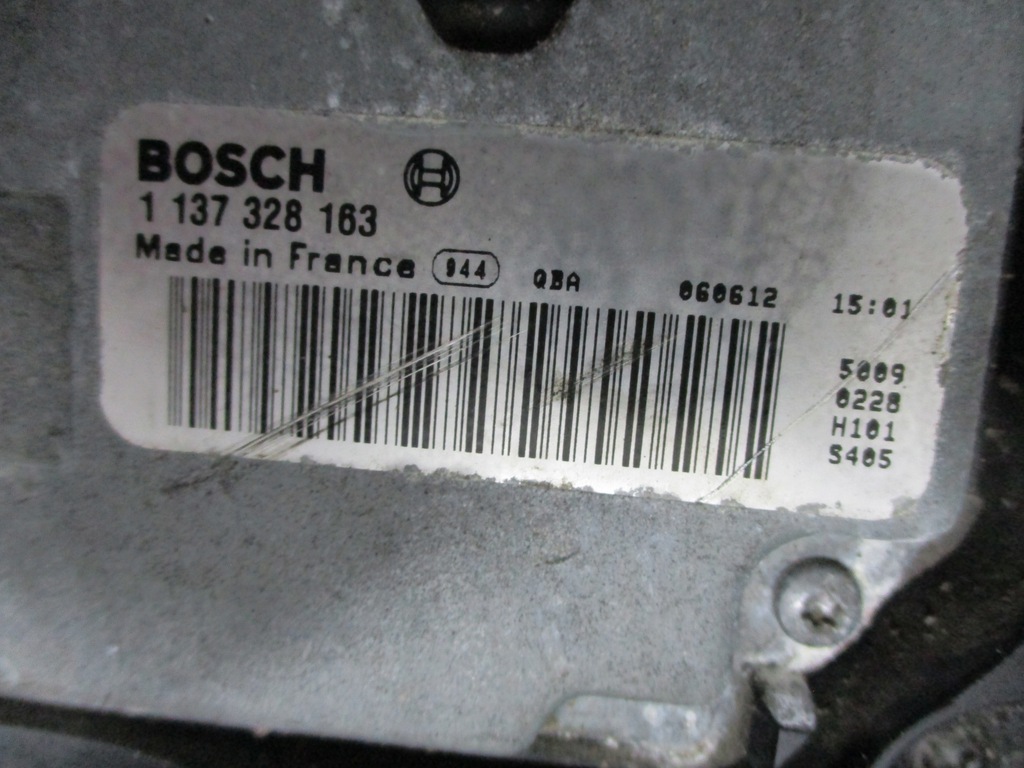 BOSCH
1 137 328 163
Made in France 944 QBA 060612 15:01
5009
0228
H101
S405